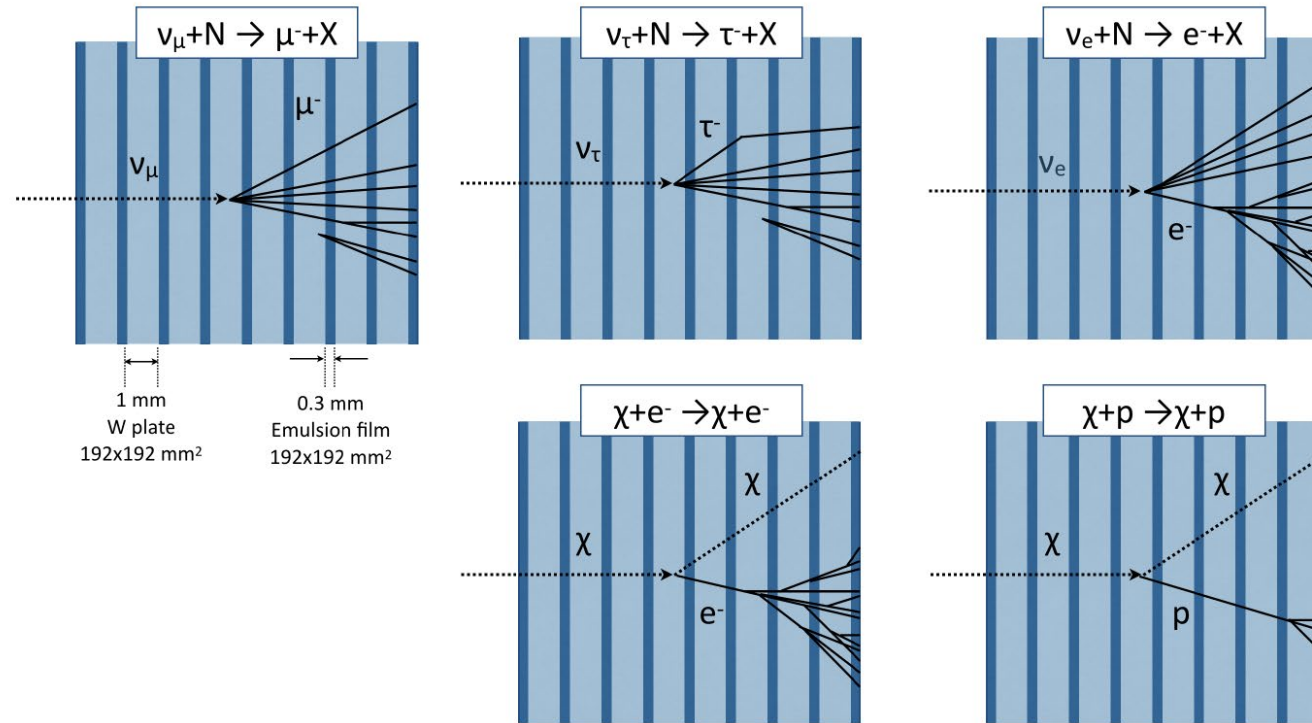 νμ+N → μ⁻+X
μ⁻
νμ
1 mm
W plate
192x192 mm²
0.3 mm
Emulsion film
192x192 mm²
ντ+N → τ⁻+X
τ⁻
ντ
νe+N → e⁻+X
νe
e⁻
χ+e⁻ →χ+e⁻
χ
χ
e⁻
χ+p →χ+p
χ
χ
p